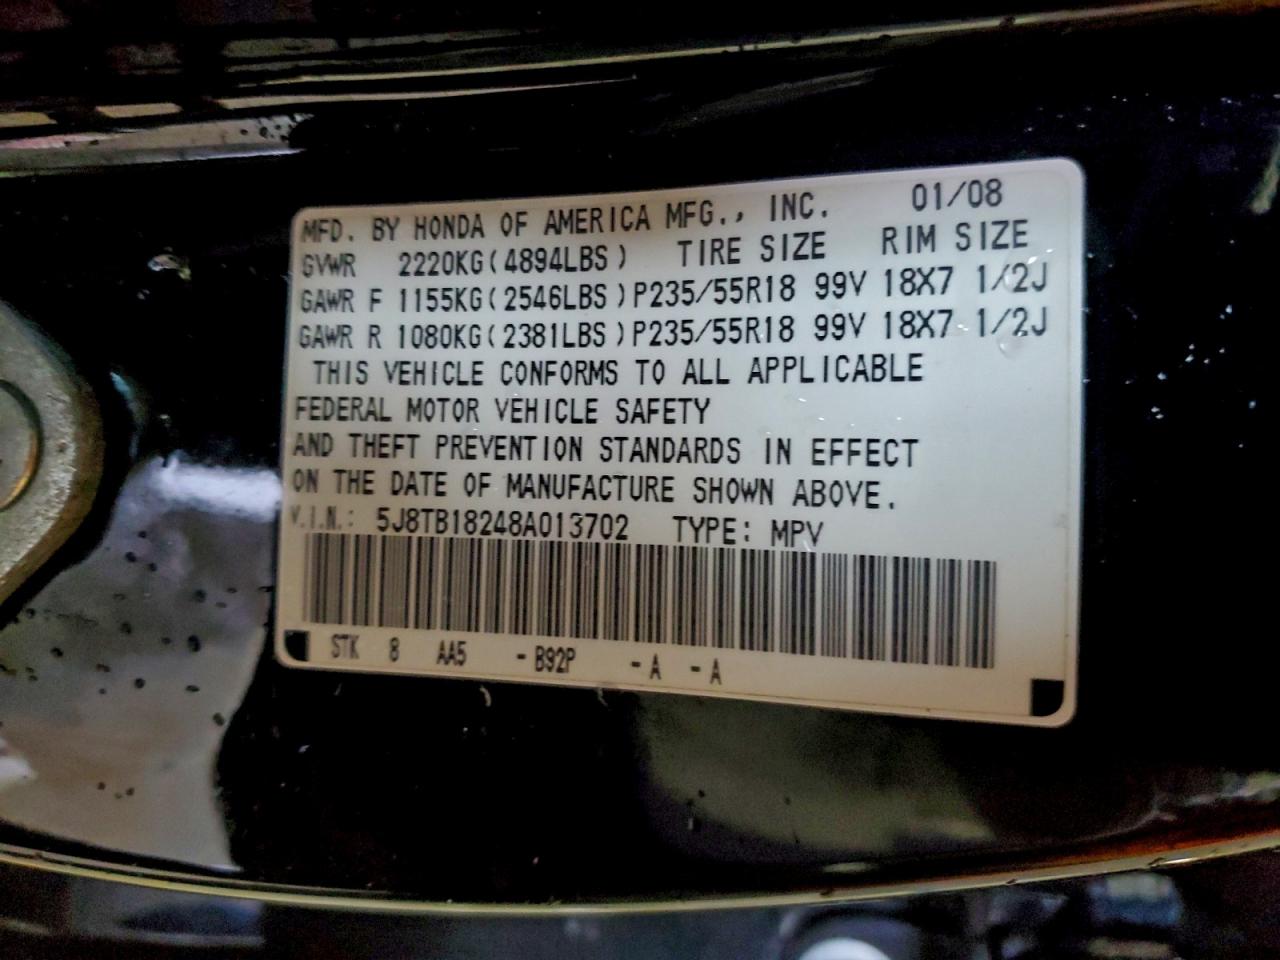 MFD. BY HONDA OF AMERICA MFG., INC. 01/08
GVWR 2220KG(4894LBS) TIRE SIZE RIM SIZE
GAWR F 1155KG(2546LBS)P235/55R18 99V 18X7 1/2J
GAWR R 1080KG(2381LBS)P235/55R18 99V 18X7 1/2J
THIS VEHICLE CONFORMS TO ALL APPLICABLE
FEDERAL MOTOR VEHICLE SAFETY
AND THEFT PREVENTION STANDARDS IN EFFECT
ON THE DATE OF MANUFACTURE SHOWN ABOVE.
V.I.N.: 5J8TB18248A013702 TYPE: MPV
STK 8 AA5 -B92P -A -A